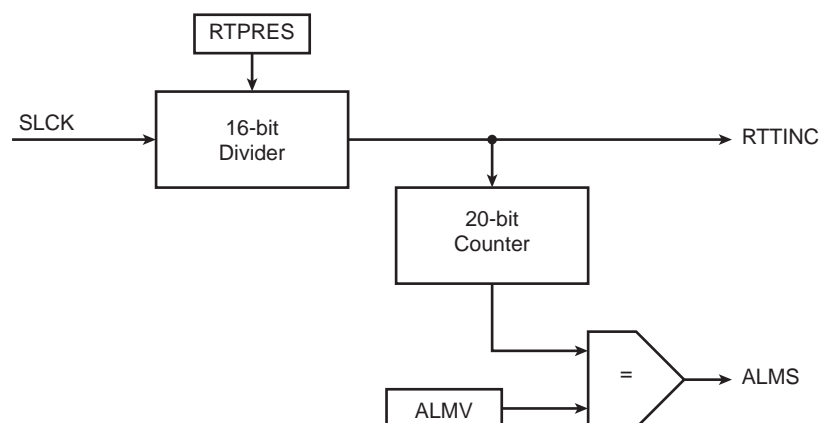 RTPRES
SLCK
16-bit
Divider
RTTINC
20-bit
Counter
=
ALMS
ALMV